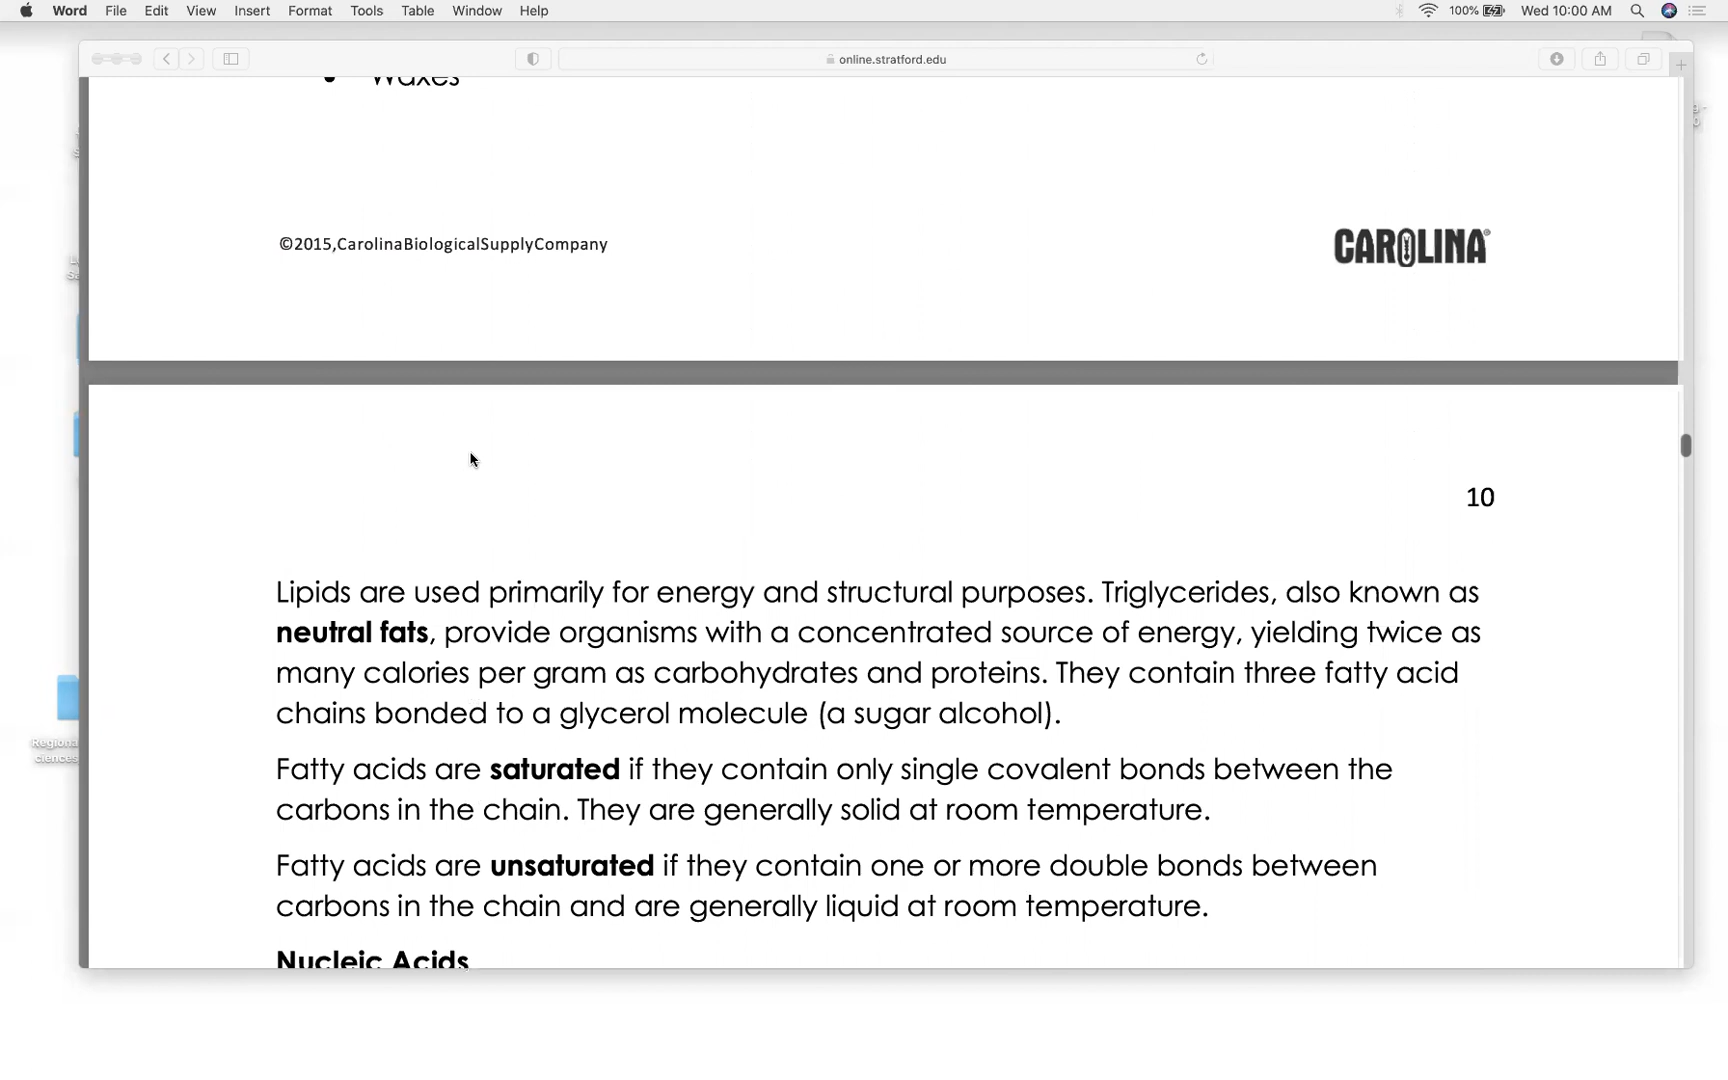 Word File Edit View Insert Format Tools Table Window Help 100% Wed 10:00 AM
online.stratford.edu
• Waxes
©2015,CarolinaBiologicalSupplyCompany
CAROLINA®
10
Lipids are used primarily for energy and structural purposes. Triglycerides, also known as
neutral fats, provide organisms with a concentrated source of energy, yielding twice as
many calories per gram as carbohydrates and proteins. They contain three fatty acid
chains bonded to a glycerol molecule (a sugar alcohol).
Fatty acids are saturated if they contain only single covalent bonds between the
carbons in the chain. They are generally solid at room temperature.
Fatty acids are unsaturated if they contain one or more double bonds between
carbons in the chain and are generally liquid at room temperature.
Nucleic Acids
Regiona
ciences